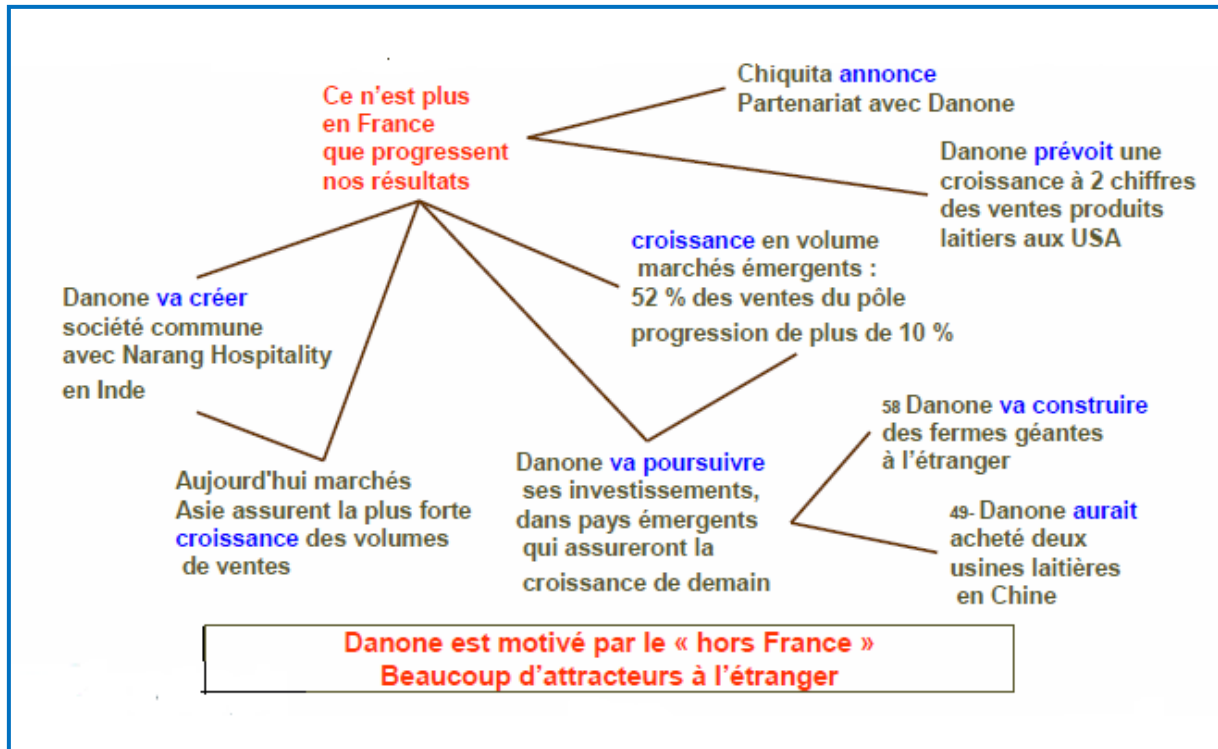 Ce n'est plus
en France
que progressent
nos résultats
Chiquita annonce
Partenariat avec Danone
Danone prévoit une
croissance à 2 chiffres
des ventes produits
laitiers aux USA
croissance en volume
marchés émergents :
52 % des ventes du pôle
progression de plus de 10 %
Danone va créer
société commune
avec Narang Hospitality
en Inde
Aujourd'hui marchés
Asie assurent la plus forte
croissance des volumes
de ventes
Danone va poursuivre
ses investissements,
dans pays émergents
qui assureront la
croissance de demain
58 Danone va construire
des fermes géantes
à l'étranger
49- Danone aurait
acheté deux
usines laitières
en Chine
Danone est motivé par le « hors France »
Beaucoup d'attracteurs à l'étranger